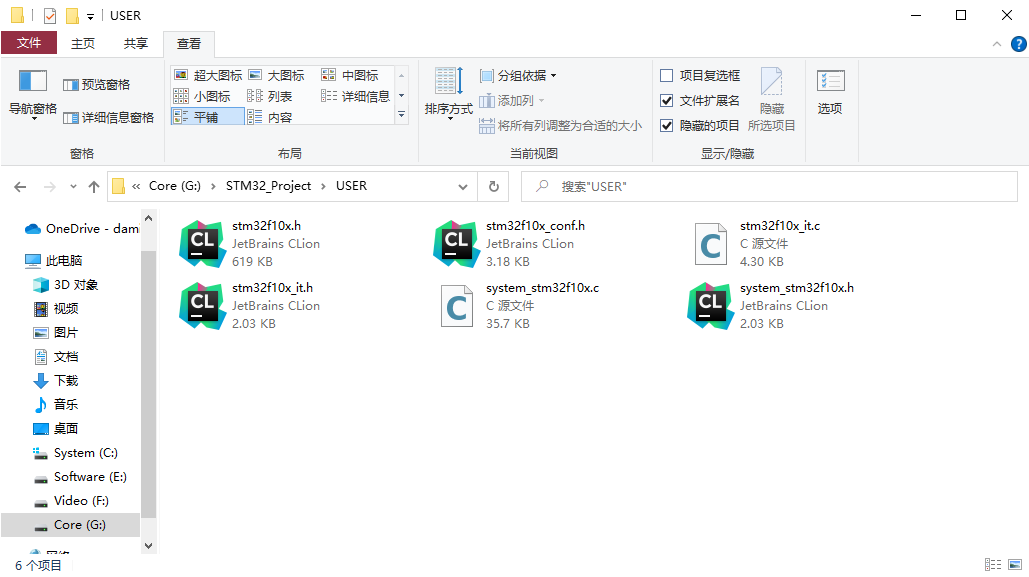 USER
文件 主页 共享 查看
导航窗格 预览窗格 详细信息窗格
窗格
超大图标 大图标 中图标
小图标 列表 详细信息
平铺 内容
布局
排序方式 分组依据 添加列 将所有列调整为合适的大小
当前视图
项目复选框
文件扩展名
隐藏的项目
隐藏所选项目
显示/隐藏
选项
« Core (G:) › STM32_Project › USER
搜索"USER"
OneDrive - dam
此电脑
3D 对象
视频
图片
文档
下载
音乐
桌面
System (C:)
Software (E:)
Video (F:)
Core (G:)
网络
stm32f10x.h
JetBrains CLion
619 KB
stm32f10x_conf.h
JetBrains CLion
3.18 KB
stm32f10x_it.c
C 源文件
4.30 KB
stm32f10x_it.h
JetBrains CLion
2.03 KB
system_stm32f10x.c
C 源文件
35.7 KB
system_stm32f10x.h
JetBrains CLion
2.03 KB
6 个项目